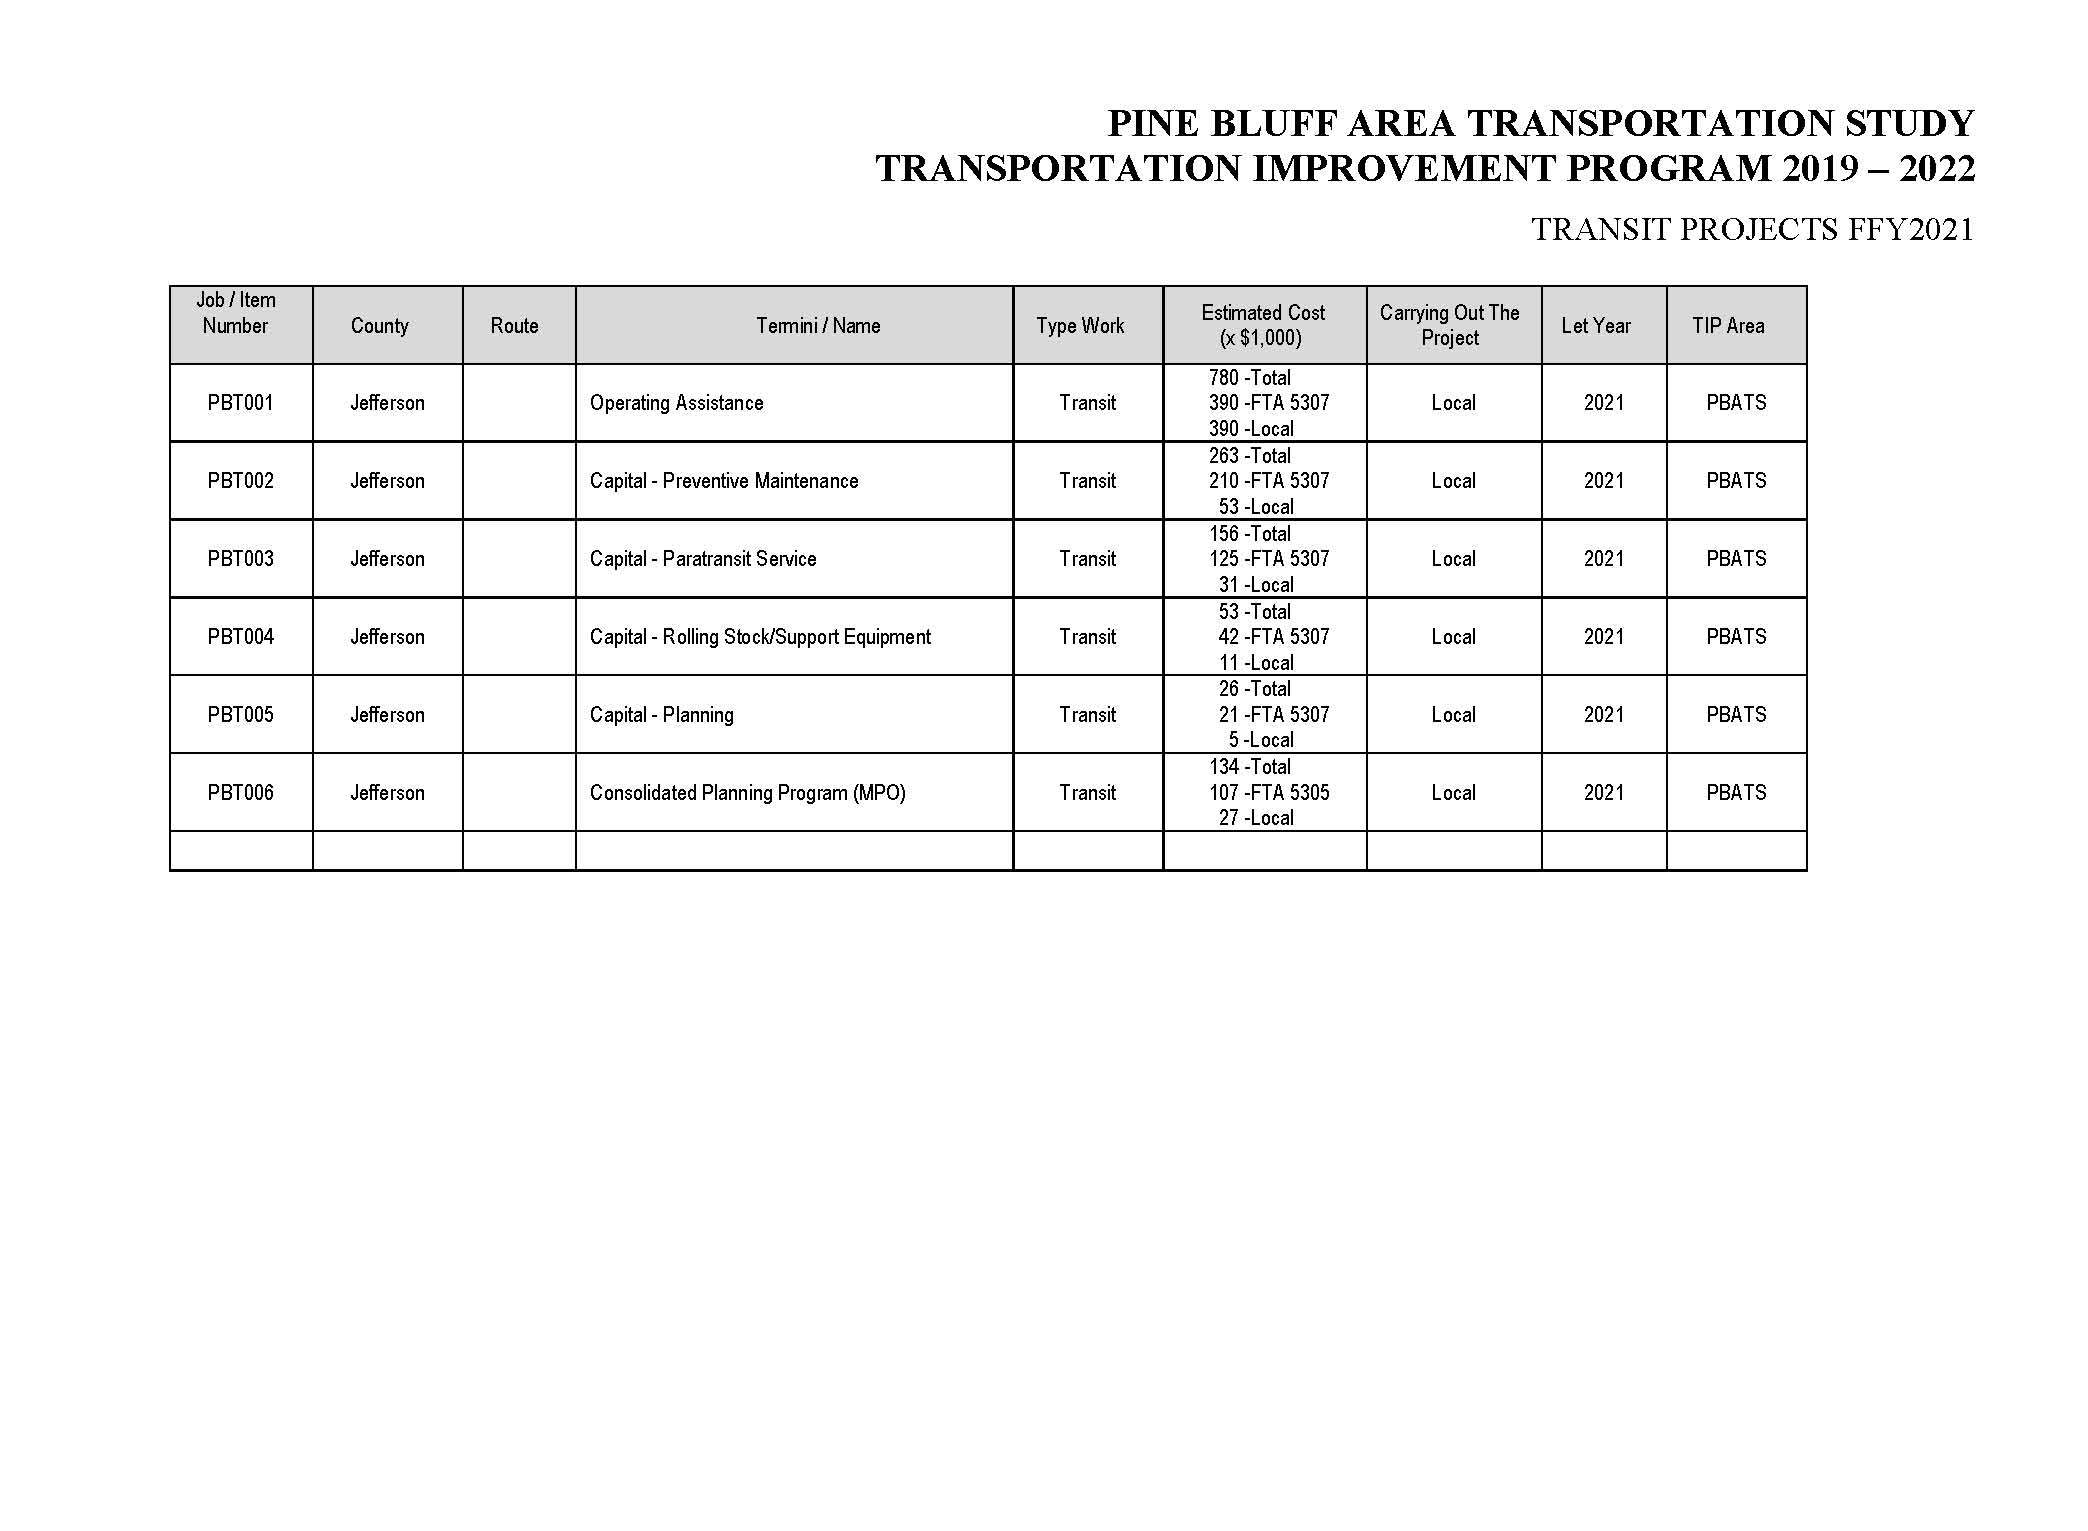 PINE BLUFF AREA TRANSPORTATION STUDY
TRANSPORTATION IMPROVEMENT PROGRAM 2019 – 2022
TRANSIT PROJECTS FFY2021
Job / Item Number County Route Termini / Name Type Work Estimated Cost (x $1,000) Carrying Out The Project Let Year TIP Area
780 -Total
PBT001 Jefferson Operating Assistance Transit 390 -FTA 5307 Local 2021 PBATS
390 -Local
263 -Total
PBT002 Jefferson Capital - Preventive Maintenance Transit 210 -FTA 5307 Local 2021 PBATS
53 -Local
156 -Total
PBT003 Jefferson Capital - Paratransit Service Transit 125 -FTA 5307 Local 2021 PBATS
31 -Local
53 -Total
PBT004 Jefferson Capital - Rolling Stock/Support Equipment Transit 42 -FTA 5307 Local 2021 PBATS
11 -Local
26 -Total
PBT005 Jefferson Capital - Planning Transit 21 -FTA 5307 Local 2021 PBATS
5 -Local
134 -Total
PBT006 Jefferson Consolidated Planning Program (MPO) Transit 107 -FTA 5305 Local 2021 PBATS
27 -Local